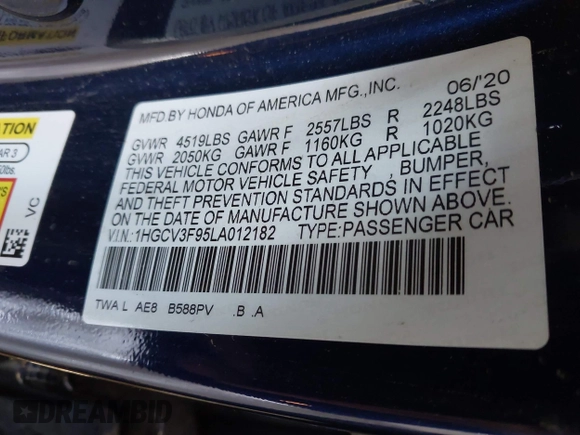 MFD.BY HONDA OF AMERICA MFG.,INC. 06/'20
GVWR 4519LBS GAWR F 2557LBS R 2248LBS
GVWR 2050KG GAWR F 1160KG R 1020KG
THIS VEHICLE CONFORMS TO ALL APPLICABLE
FEDERAL MOTOR VEHICLE SAFETY , BUMPER,
AND THEFT PREVENTION STANDARDS IN EFFECT
ON THE DATE OF MANUFACTURE SHOWN ABOVE.
V.I.N.:1HGCV3F95LA012182 TYPE:PASSENGER CAR
TWA L AE8 B588PV .B .A
VC
DREAMBID